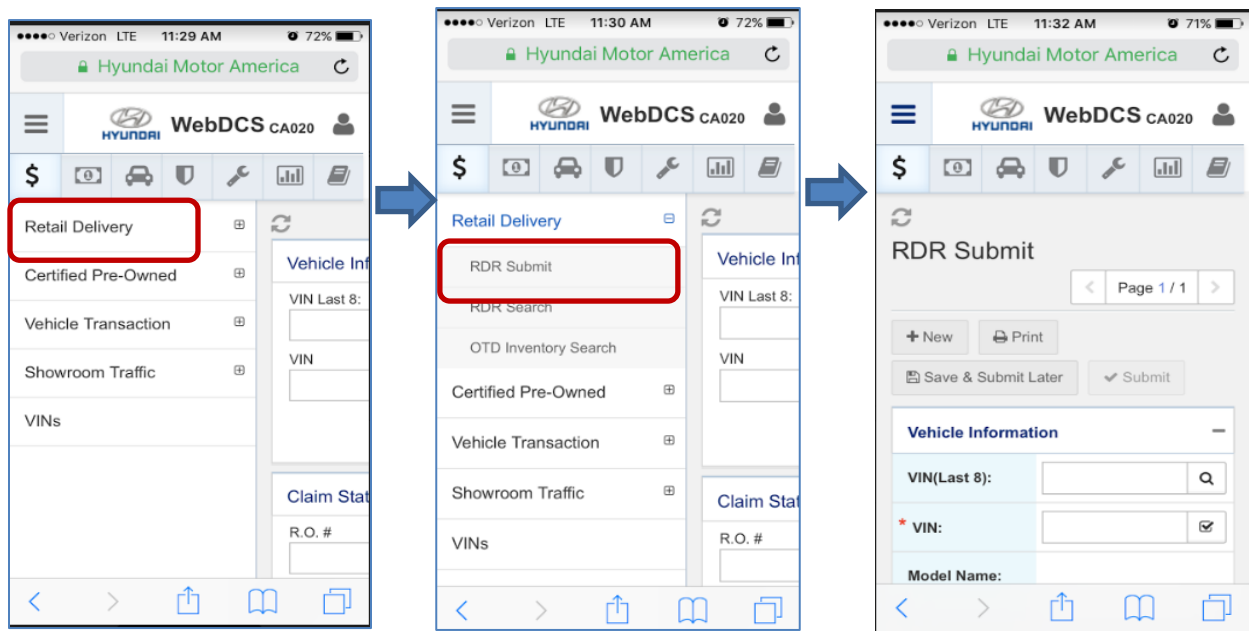 Verizon LTE 11:29 AM 72%
Hyundai Motor America
HYUNDAI WebDCS CA020
$
Retail Delivery
Certified Pre-Owned
Vehicle Transaction
Showroom Traffic
VINs
Vehicle Inf
VIN Last 8:
VIN
Claim Stat
R.O. #
Verizon LTE 11:30 AM 72%
Hyundai Motor America
HYUNDAI WebDCS CA020
$
Retail Delivery
RDR Submit
RDR Search
OTD Inventory Search
Certified Pre-Owned
Vehicle Transaction
Showroom Traffic
VINs
Vehicle Inf
VIN Last 8:
VIN
Claim Stat
R.O. #
Verizon LTE 11:32 AM 71%
Hyundai Motor America
HYUNDAI WebDCS CA020
$
RDR Submit
< Page 1 / 1 >
+ New Print
Save & Submit Later Submit
Vehicle Information −
VIN(Last 8):
* VIN:
Model Name: